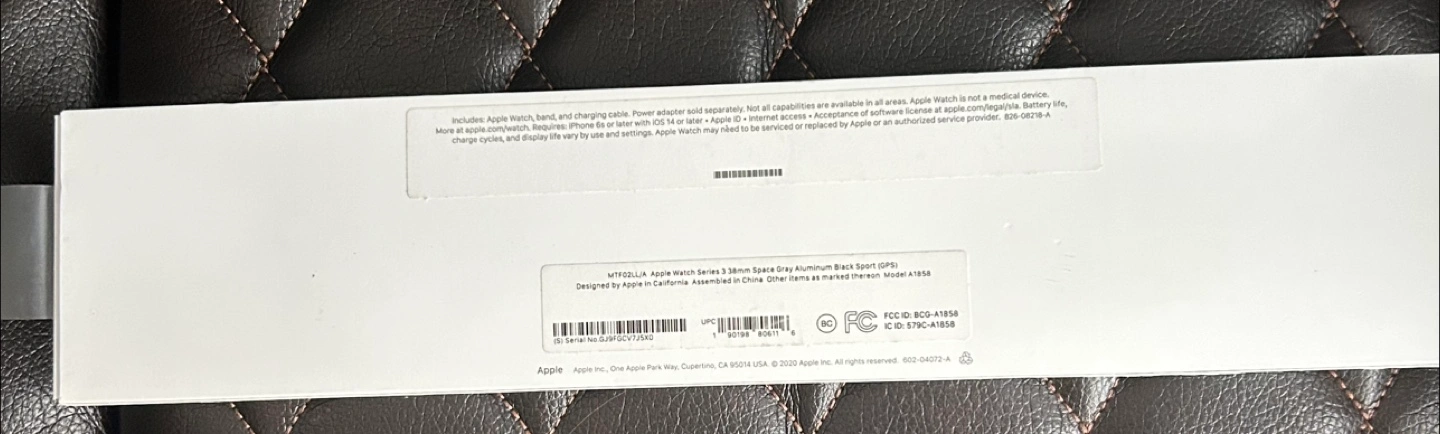 Includes: Apple Watch, band, and charging cable. Power adapter sold separately. Not all capabilities are available in all areas. Apple Watch is not a medical device.
More at apple.com/watch. Requires: iPhone 6s or later with iOS 14 or later • Apple ID • Internet access • Acceptance of software license at apple.com/legal/sla. Battery life,
charge cycles, and display life vary by use and settings. Apple Watch may need to be serviced or replaced by Apple or an authorized service provider. 826-08218-A
MTF02LL/A Apple Watch Series 3 38mm Space Gray Aluminum Black Sport (GPS)
Designed by Apple in California Assembled in China Other items as marked thereon Model A1858
(S) Serial No.GJ9FGCV7J5X0
UPC
1 90198 80611 6
BC
FC
FCC ID: BCG-A1858
IC ID: 579C-A1858
Apple Apple Inc., One Apple Park Way, Cupertino, CA 95014 USA © 2020 Apple Inc. All rights reserved. 602-04072-A